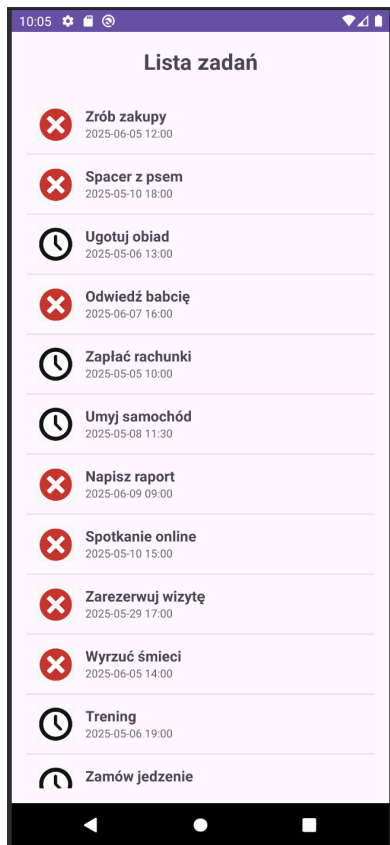 10:05
Lista zadań
Zrób zakupy
2025-06-05 12:00
Spacer z psem
2025-05-10 18:00
Ugotuj obiad
2025-05-06 13:00
Odwiedź babcię
2025-06-07 16:00
Zapłać rachunki
2025-05-05 10:00
Umyj samochód
2025-05-08 11:30
Napisz raport
2025-06-09 09:00
Spotkanie online
2025-05-10 15:00
Zarezerwuj wizytę
2025-05-29 17:00
Wyrzuć śmieci
2025-06-05 14:00
Trening
2025-05-06 19:00
Zamów jedzenie